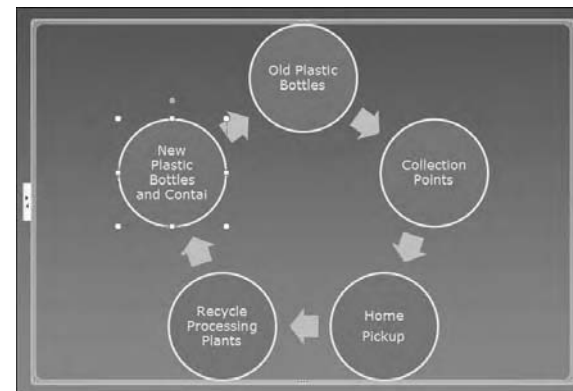 Old Plastic
Bottles
Collection
Points
Home
Pickup
Recycle
Processing
Plants
New
Plastic
Bottles
and Contai